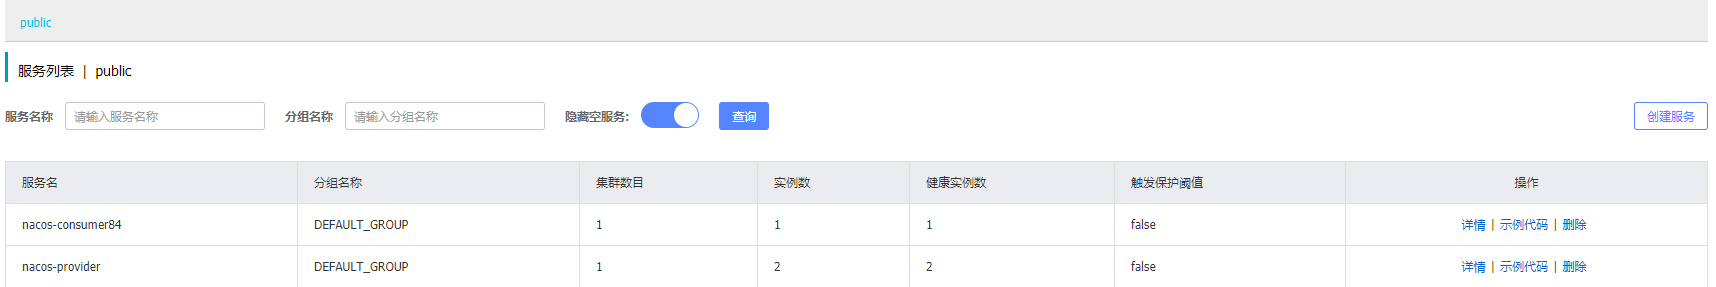 public
服务列表 | public
服务名称 请输入服务名称 分组名称 请输入分组名称 隐藏空服务: 查询 创建服务
服务名 分组名称 集群数目 实例数 健康实例数 触发保护阈值 操作
nacos-consumer84 DEFAULT_GROUP 1 1 1 false 详情 | 示例代码 | 删除
nacos-provider DEFAULT_GROUP 1 2 2 false 详情 | 示例代码 | 删除